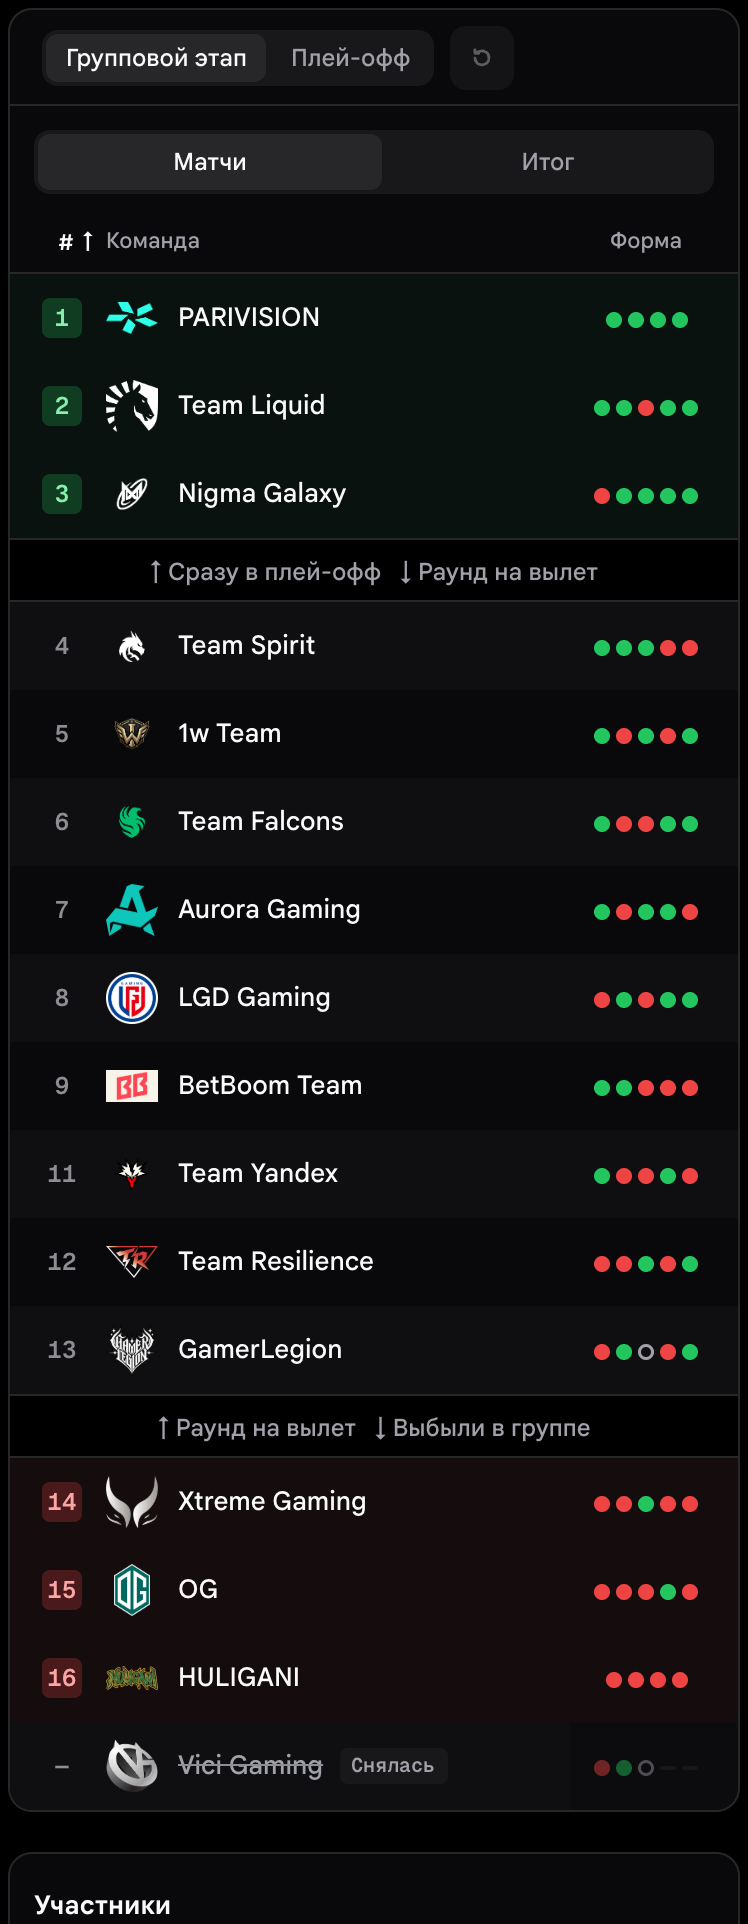 Групповой этап Плей-офф
Матчи Итог
# ↑ Команда Форма
1 PARIVISION
2 Team Liquid
3 Nigma Galaxy
↑ Сразу в плей-офф ↓ Раунд на вылет
4 Team Spirit
5 1w Team
6 Team Falcons
7 Aurora Gaming
8 LGD Gaming
9 BetBoom Team
11 Team Yandex
12 Team Resilience
13 GamerLegion
↑ Раунд на вылет ↓ Выбыли в группе
14 Xtreme Gaming
15 OG
16 HULIGANI
– Vici Gaming Снялась
Участники